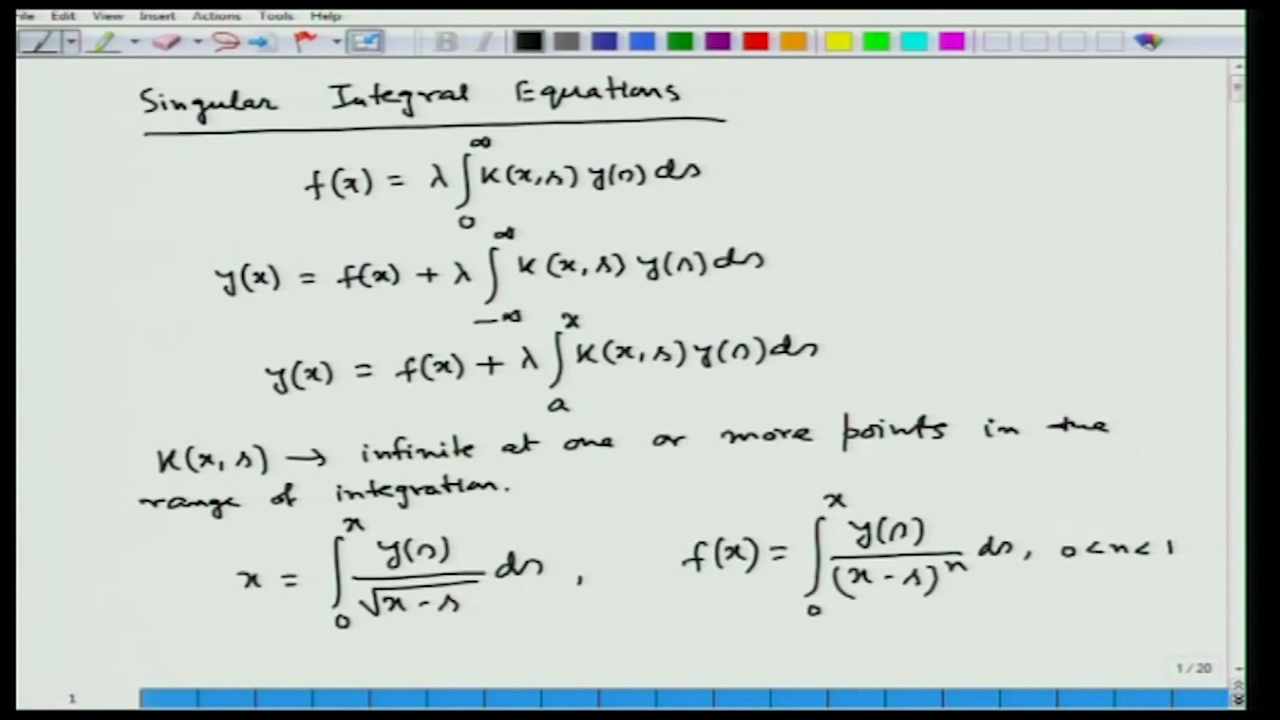 File Edit View Insert Actions Tools Help
B I
Singular Integral Equations
f(x) = λ ∫₀^∞ K(x,s) y(s) ds
y(x) = f(x) + λ ∫₋∞^∞ K(x,s) y(s) ds
y(x) = f(x) + λ ∫ₐ^x K(x,s) y(s) ds
K(x,s) → infinite at one or more points in the
range of integration.
x = ∫₀^x y(s)/√(x-s) ds , f(x) = ∫₀^x y(s)/(x-s)^n ds, 0<n<1
1/20
1